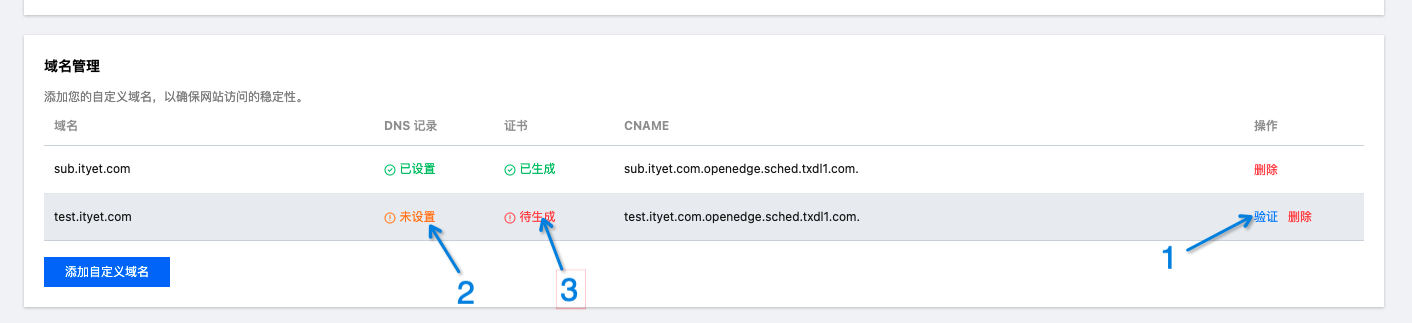 域名管理
添加您的自定义域名，以确保网站访问的稳定性。
域名 DNS 记录 证书 CNAME 操作
sub.ityet.com 已设置 已生成 sub.ityet.com.openedge.sched.txdl1.com. 删除
test.ityet.com 未设置 待生成 test.ityet.com.openedge.sched.txdl1.com. 验证 删除
1
添加自定义域名
2 3